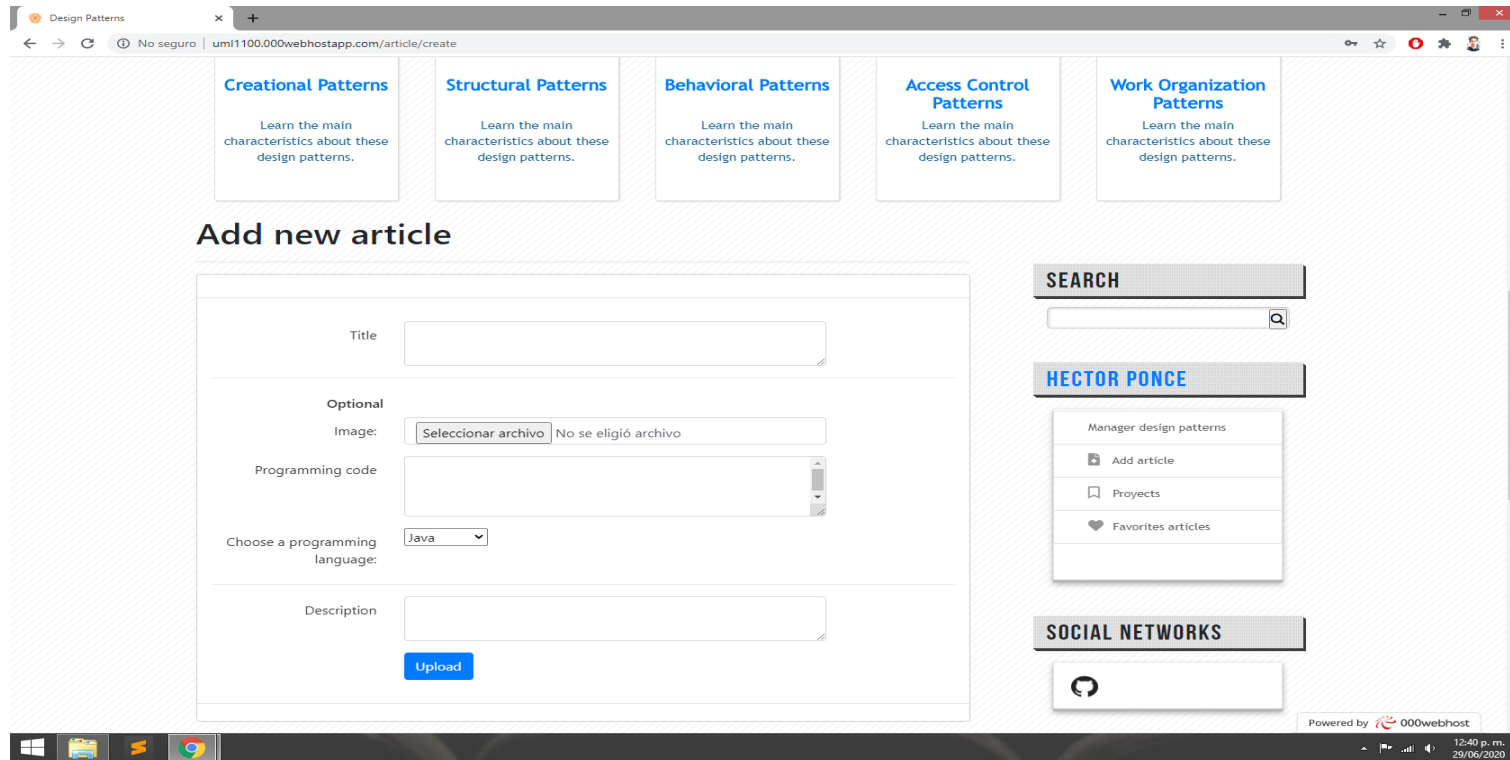 Design Patterns
No seguro
uml1100.000webhostapp.com/article/create
Creational Patterns
Learn the main
characteristics about these
design patterns.
Structural Patterns
Learn the main
characteristics about these
design patterns.
Behavioral Patterns
Learn the main
characteristics about these
design patterns.
Access Control
Patterns
Learn the main
characteristics about these
design patterns.
Work Organization
Patterns
Learn the main
characteristics about these
design patterns.
Add new article
Title
Optional
Image:
Seleccionar archivo No se eligió archivo
Programming code
Choose a programming
language:
Java
Description
Upload
SEARCH
HECTOR PONCE
Manager design patterns
Add article
Proyects
Favorites articles
SOCIAL NETWORKS
Powered by 000webhost
12:40 p. m.
29/06/2020